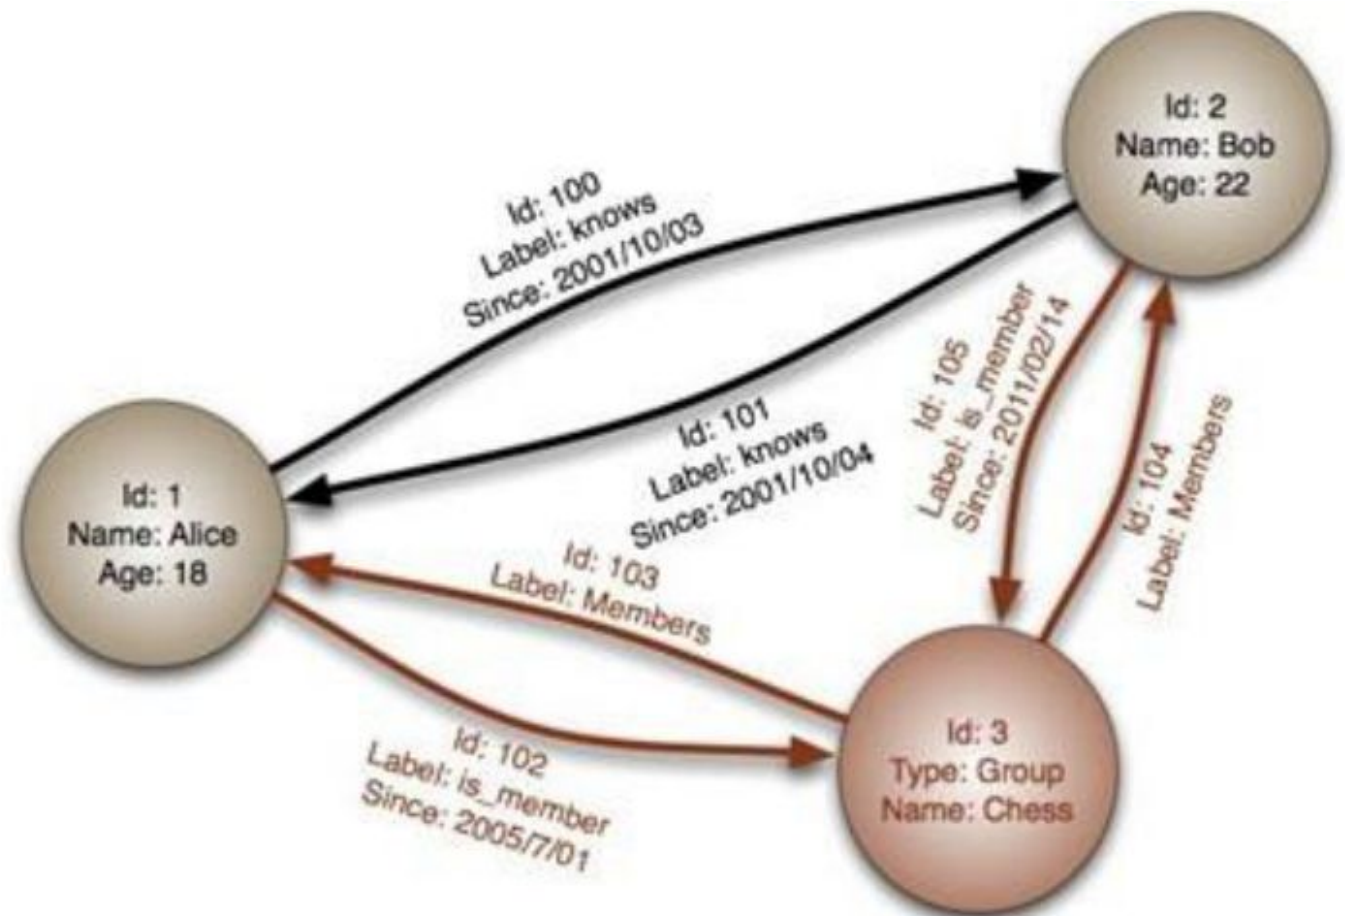 Id: 2
Name: Bob
Age: 22
Id: 100
Label: knows
Since: 2001/10/03
Id: 101
Label: knows
Since: 2001/10/04
Id: 105
Label: is_member
Since: 2011/02/14
Id: 104
Label: Members
Id: 1
Name: Alice
Age: 18
Id: 103
Label: Members
Id: 102
Label: is_member
Since: 2005/7/01
Id: 3
Type: Group
Name: Chess